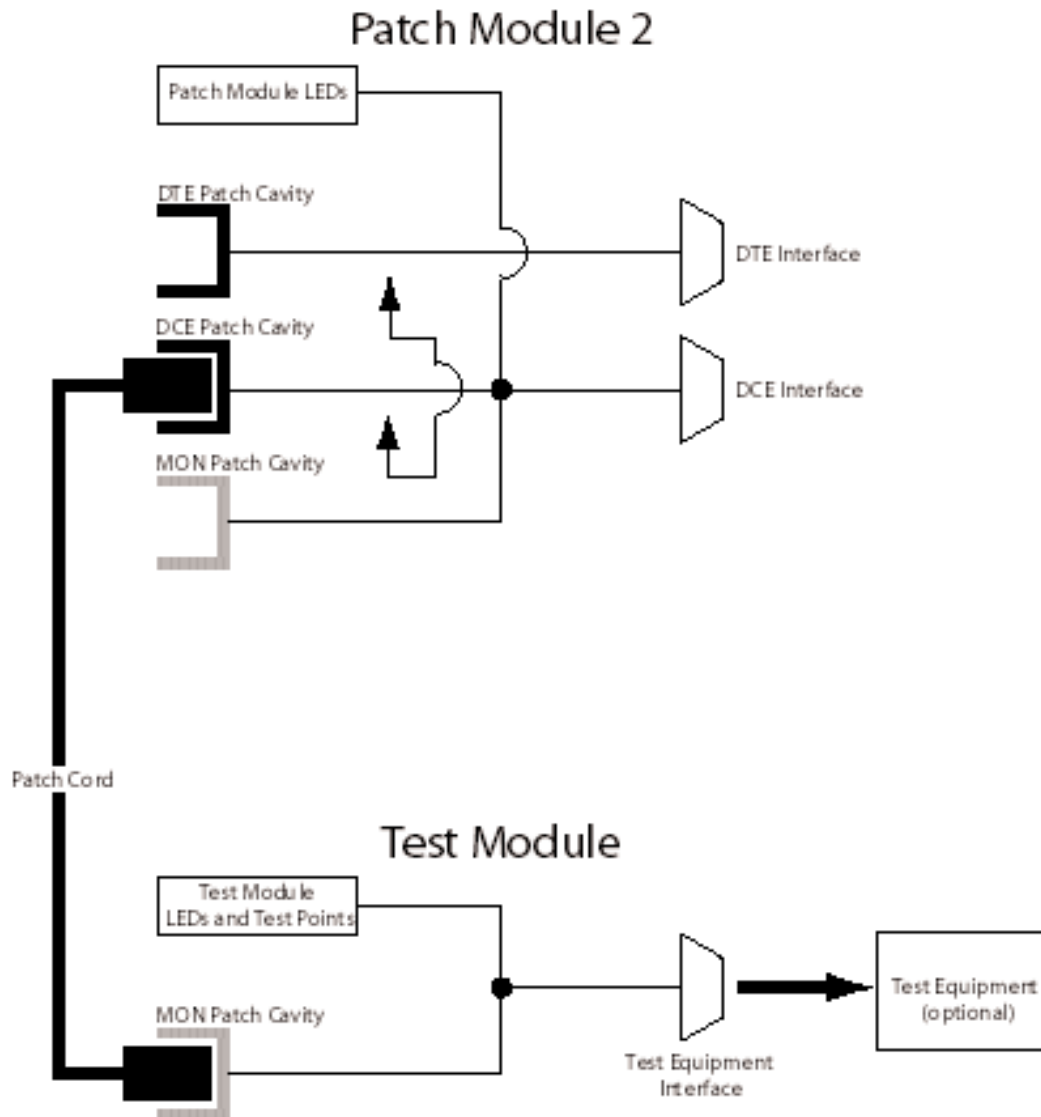 Patch Module 2
Patch Module LEDs
DTE Patch Cavity
DTE Interface
DCE Patch Cavity
DCE Interface
MON Patch Cavity
Patch Cord
Test Module
Test Module
LEDs and Test Points
MON Patch Cavity
Test Equipment
Interface
Test Equipment
(optional)